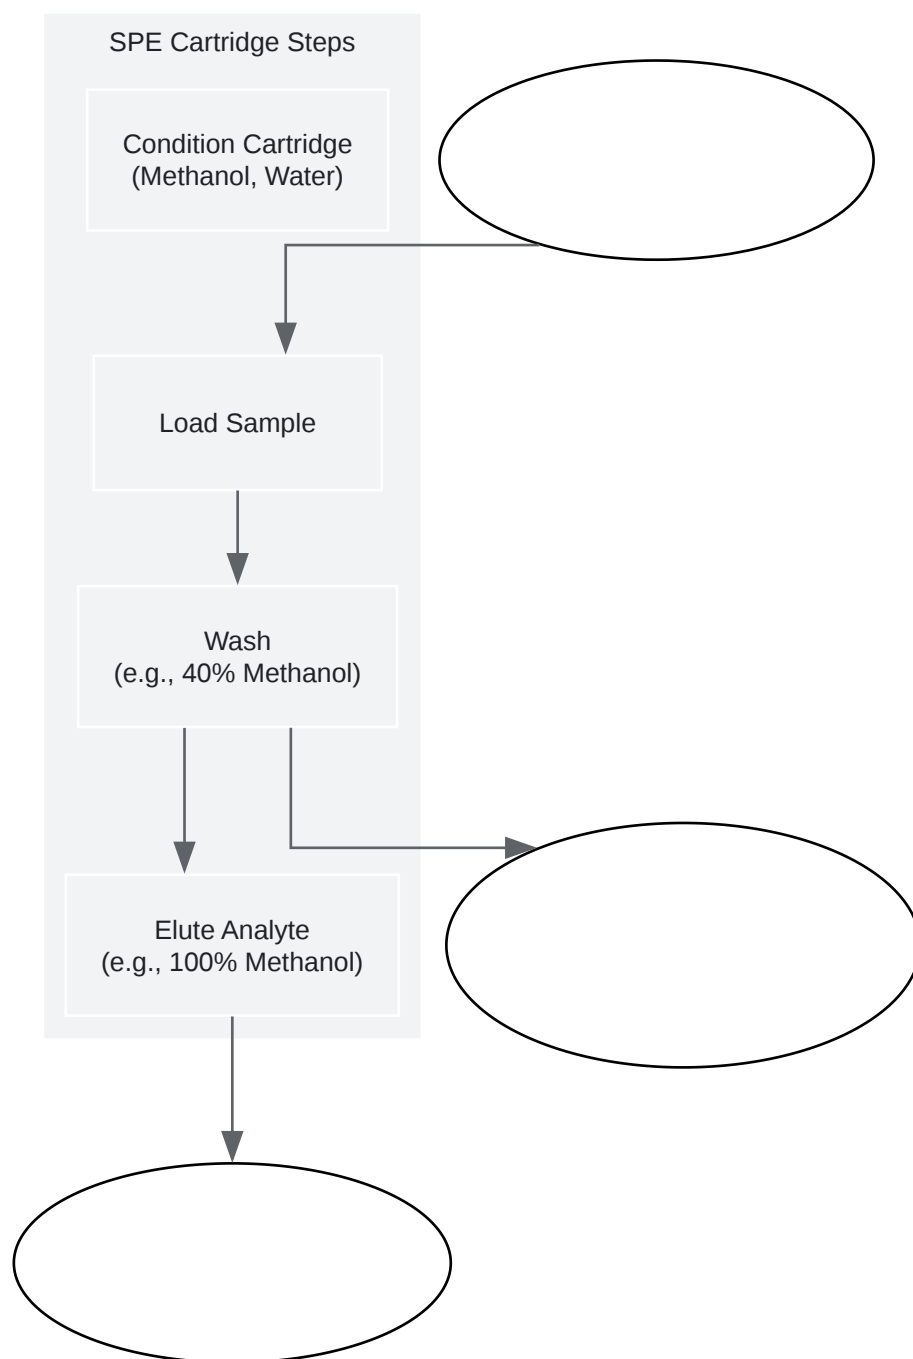 SPE Cartridge Steps
Condition Cartridge
(Methanol, Water)
Load Sample
Wash
(e.g., 40% Methanol)
Elute Analyte
(e.g., 100% Methanol)